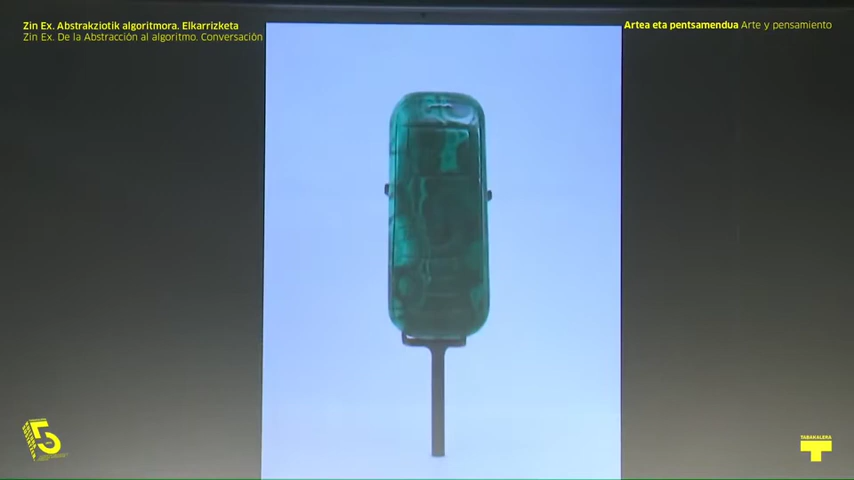 Zin Ex. Abstrakziotik algoritmora. Elkarrizketa
Zin Ex. De la Abstracción al algoritmo. Conversación
Artea eta pentsamendua Arte y pensamiento
5
TABAKALERA